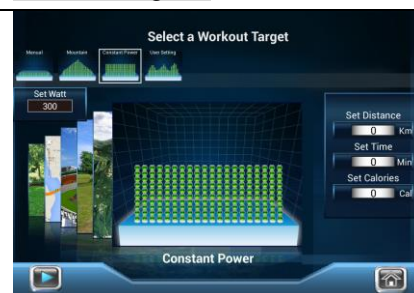 Select a Workout Target
Manual
Mountain
Constant Power
User Setting
Set Watt
300
Set Distance
0 Km
Set Time
0 Min
Set Calories
0 Cal
Constant Power